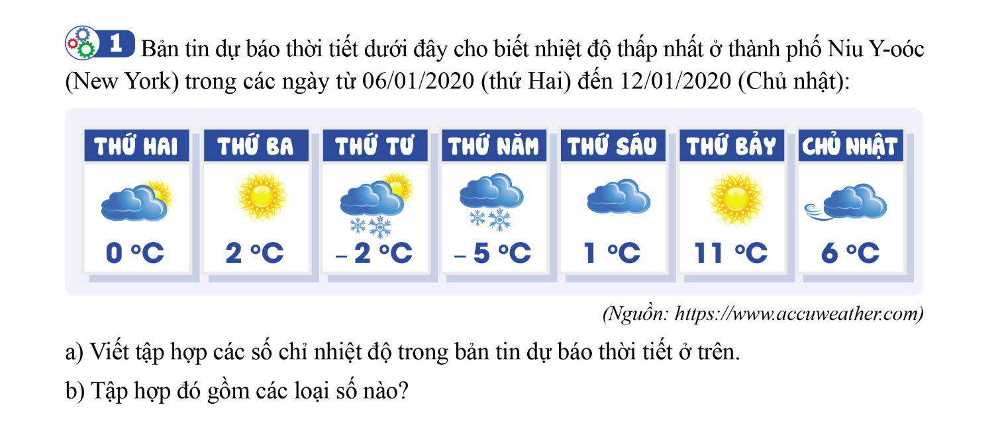 1 Bản tin dự báo thời tiết dưới đây cho biết nhiệt độ thấp nhất ở thành phố Niu Y-oóc
(New York) trong các ngày từ 06/01/2020 (thứ Hai) đến 12/01/2020 (Chủ nhật):
THỨ HAI THỨ BA THỨ TƯ THỨ NĂM THỨ SÁU THỨ BẢY CHỦ NHẬT
0 °C 2 °C – 2 °C – 5 °C 1 °C 11 °C 6 °C
(Nguồn: https://www.accuweather.com)
a) Viết tập hợp các số chỉ nhiệt độ trong bản tin dự báo thời tiết ở trên.
b) Tập hợp đó gồm các loại số nào?